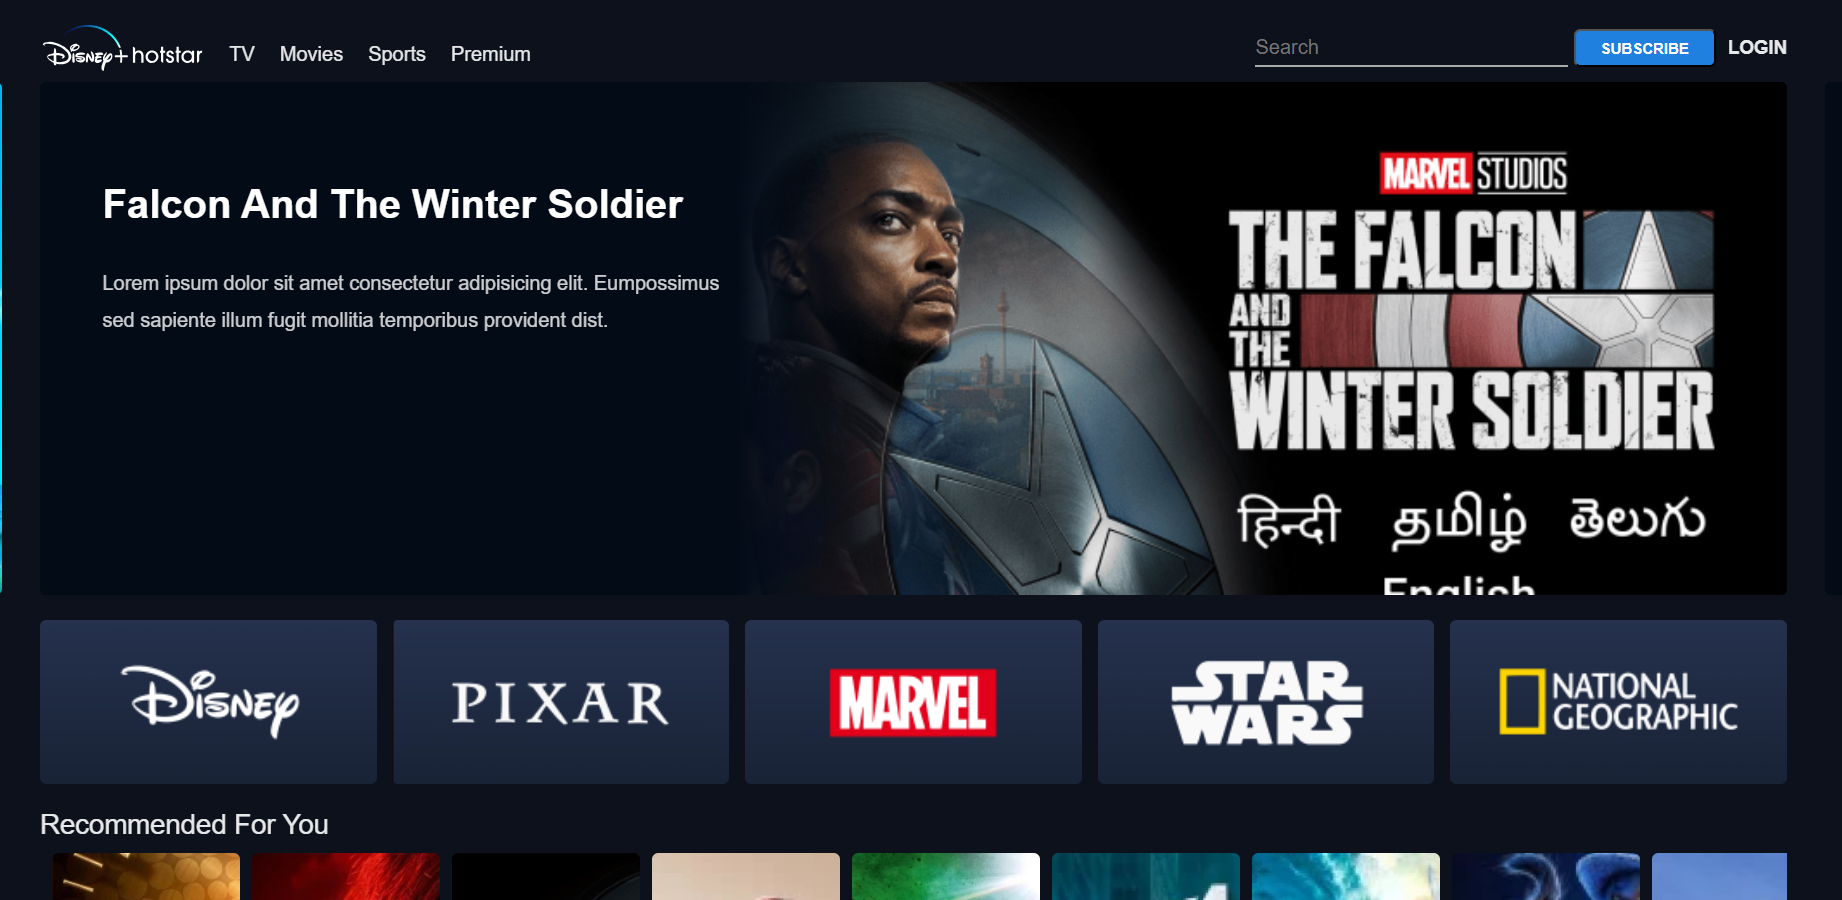 Disney+ hotstar TV Movies Sports Premium Search SUBSCRIBE LOGIN
Falcon And The Winter Soldier
Lorem ipsum dolor sit amet consectetur adipisicing elit. Eumpossimus
sed sapiente illum fugit mollitia temporibus provident dist.
MARVEL STUDIOS
THE FALCON
AND
THE
WINTER SOLDIER
हिन्दी தமிழ் తెలుగు
English
Disney
PIXAR
MARVEL
STAR
WARS
NATIONAL
GEOGRAPHIC
Recommended For You